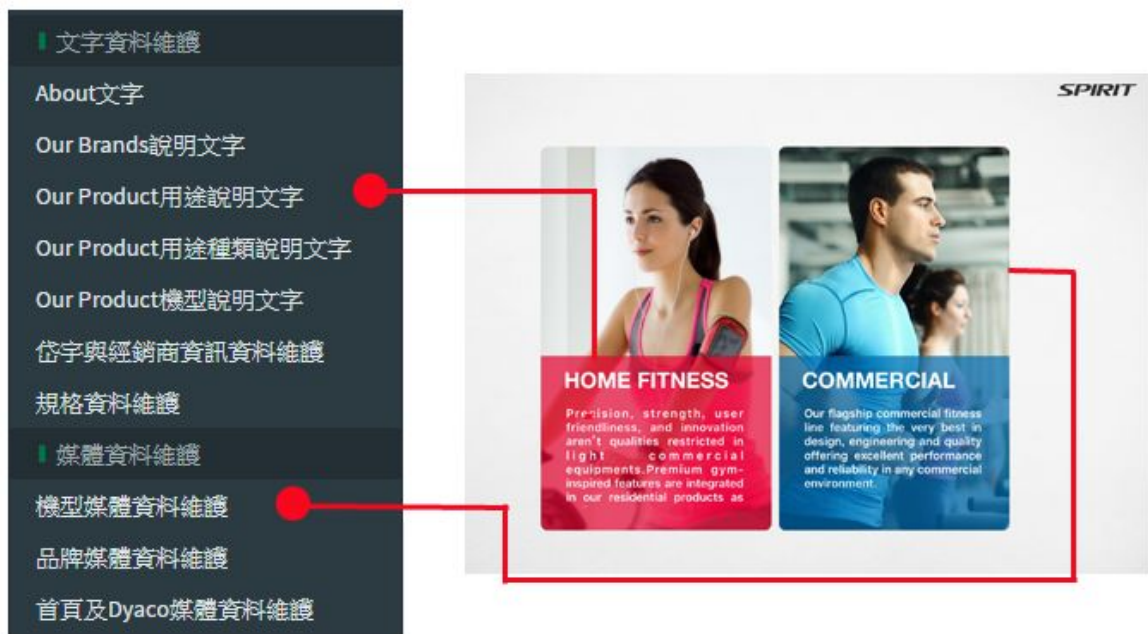 文字資料維護
About文字
Our Brands說明文字
Our Product用途說明文字
Our Product用途種類說明文字
Our Product機型說明文字
岱宇與經銷商資訊資料維護
規格資料維護
媒體資料維護
機型媒體資料維護
品牌媒體資料維護
首頁及Dyaco媒體資料維護
SPIRIT
HOME FITNESS
Precision, strength, user
friendliness, and innovation
aren't qualities restricted in
light commercial
equipments.Premium gym-
inspired features are integrated
in our residential products as
COMMERCIAL
Our flagship commercial fitness
line featuring the very best in
design, engineering and quality
offering excellent performance
and reliability in any commercial
environment.